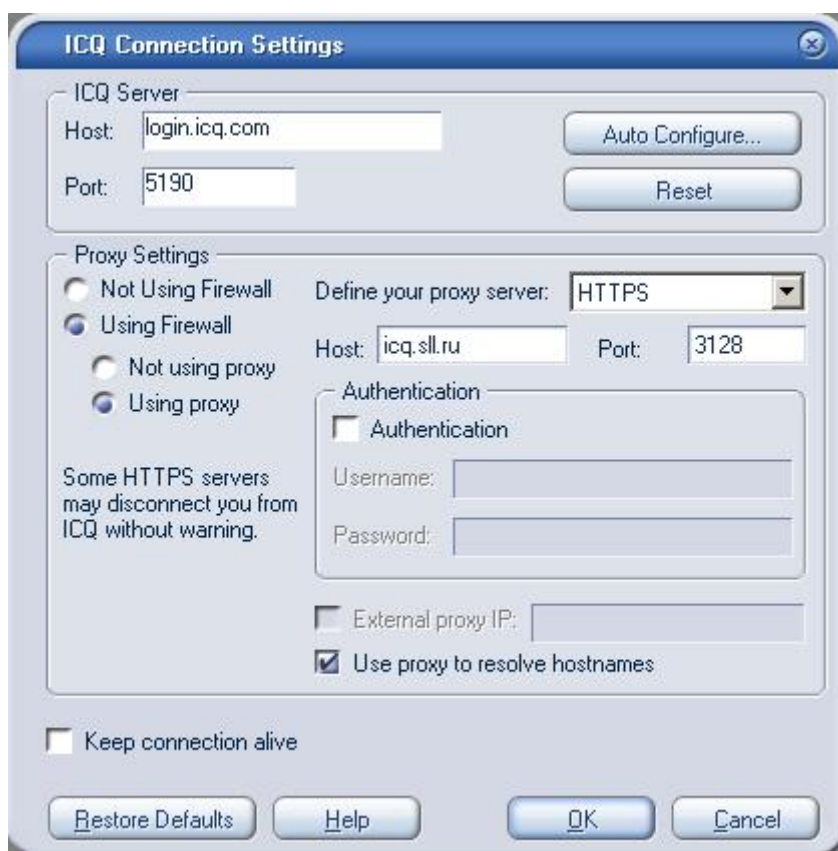 ICQ Connection Settings
ICQ Server
Host: login.icq.com
Auto Configure...
Port: 5190
Reset
Proxy Settings
Not Using Firewall
Define your proxy server: HTTPS
Using Firewall
Host: icq.sll.ru Port: 3128
Not using proxy
Using proxy
Authentication
Authentication
Some HTTPS servers
may disconnect you from
ICQ without warning.
Username:
Password:
External proxy IP:
Use proxy to resolve hostnames
Keep connection alive
Restore Defaults Help OK Cancel